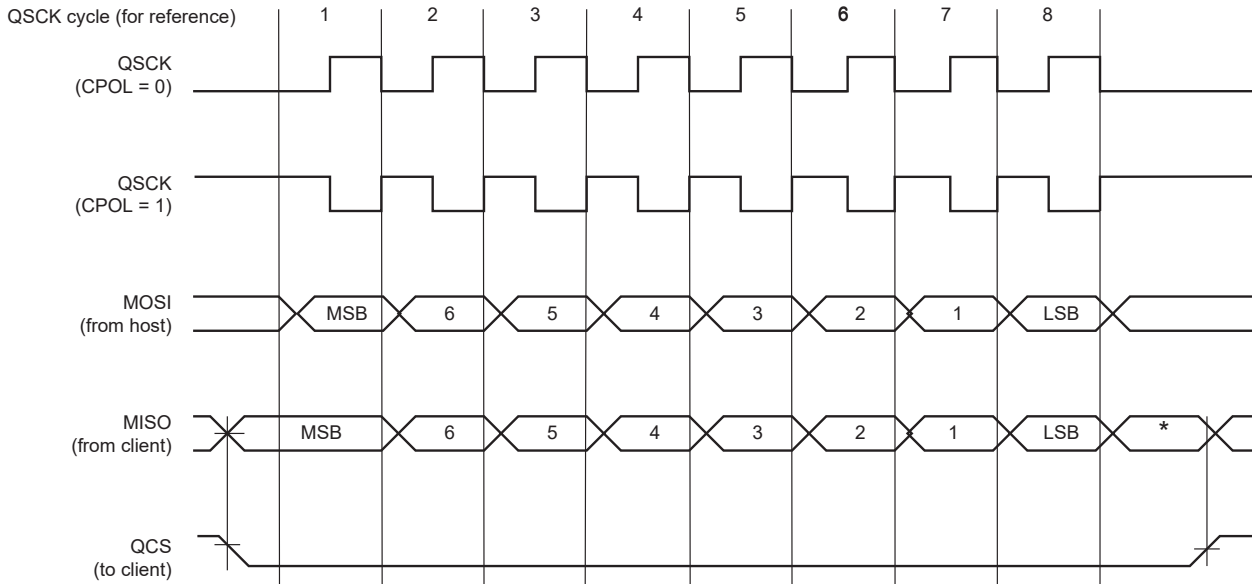 QSCK cycle (for reference) 1 2 3 4 5 6 7 8
QSCK
(CPOL = 0)
QSCK
(CPOL = 1)
MOSI
(from host)
MSB 6 5 4 3 2 1 LSB
MISO
(from client)
MSB 6 5 4 3 2 1 LSB *
QCS
(to client)